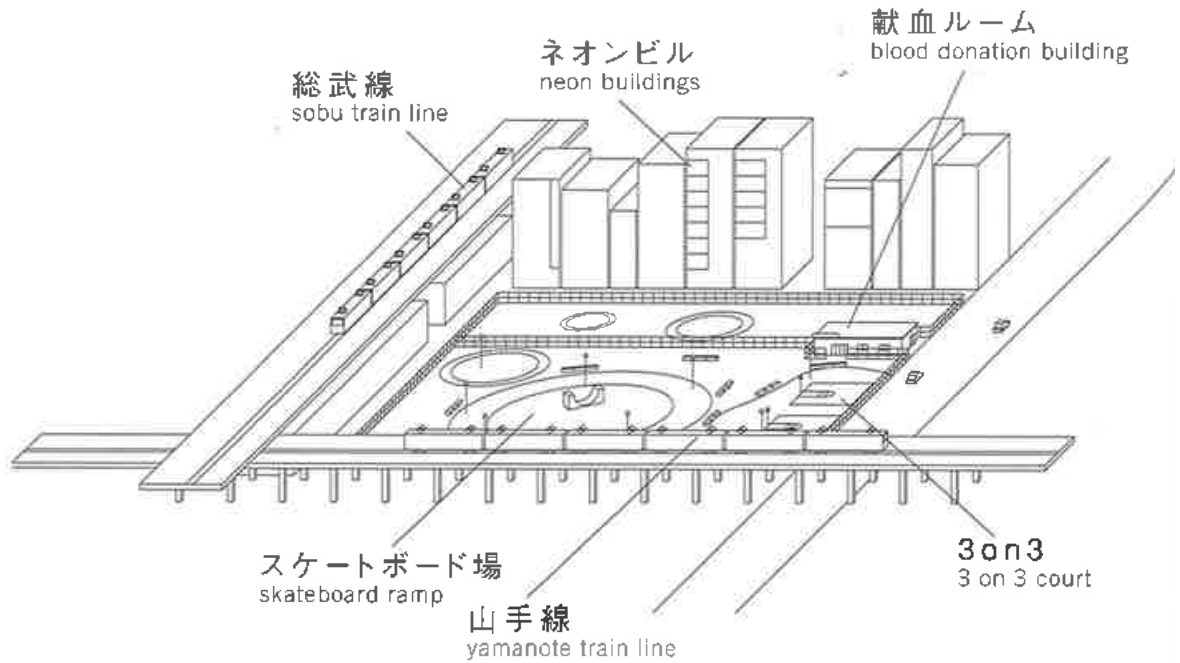 献血ルーム
blood donation building
ネオンビル
neon buildings
総武線
sobu train line
スケートボード場
skateboard ramp
山手線
yamanote train line
3on3
3 on 3 court